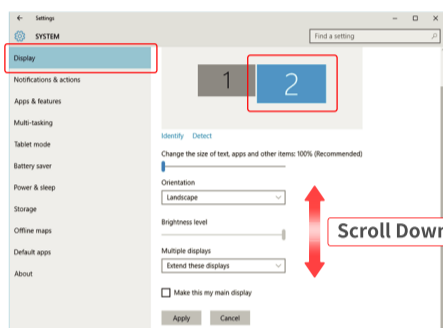 Settings
SYSTEM
Find a setting
Display
Notifications & actions
Apps & features
Multi-tasking
Tablet mode
Battery saver
Power & sleep
Storage
Offline maps
Default apps
About
1
2
Identify Detect
Change the size of text, apps and other items: 100% (Recommended)
Orientation
Landscape
Brightness level
Multiple displays
Extend these displays
Make this my main display
Apply Cancel
Scroll Down